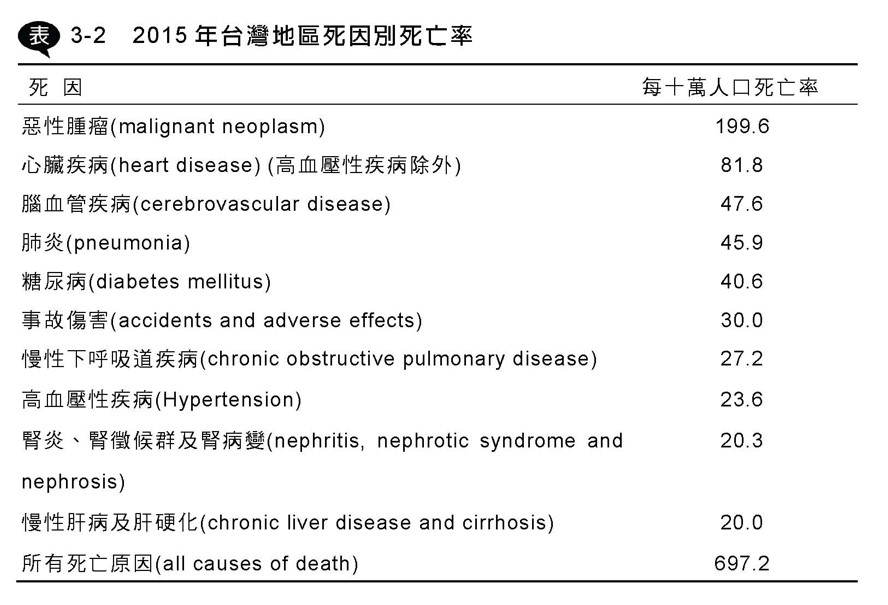 表 3-2 2015年台灣地區死因別死亡率
死 因 每十萬人口死亡率
惡性腫瘤(malignant neoplasm) 199.6
心臟疾病(heart disease) (高血壓性疾病除外) 81.8
腦血管疾病(cerebrovascular disease) 47.6
肺炎(pneumonia) 45.9
糖尿病(diabetes mellitus) 40.6
事故傷害(accidents and adverse effects) 30.0
慢性下呼吸道疾病(chronic obstructive pulmonary disease) 27.2
高血壓性疾病(Hypertension) 23.6
腎炎、腎徵候群及腎病變(nephritis, nephrotic syndrome and 20.3
nephrosis)
慢性肝病及肝硬化(chronic liver disease and cirrhosis) 20.0
所有死亡原因(all causes of death) 697.2